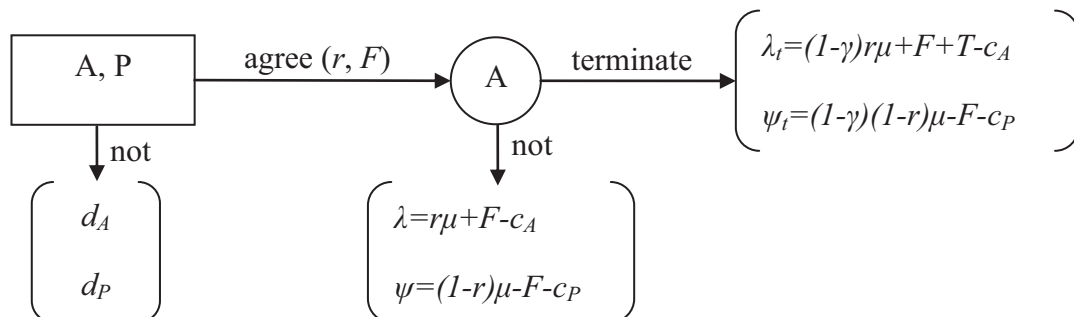 A, P
agree (r, F)
A
terminate
λt=(1-γ)rμ+F+T-cA
ψt=(1-γ)(1-r)μ-F-cP
not
not
dA
dP
λ=rμ+F-cA
ψ=(1-r)μ-F-cP